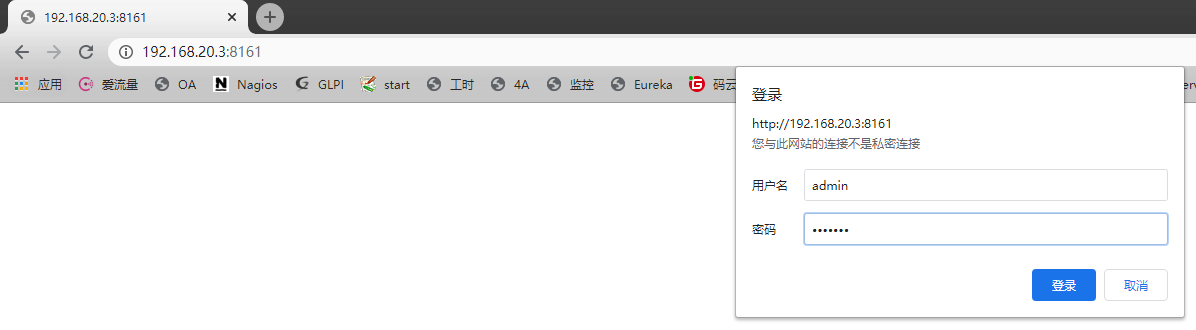 192.168.20.3:8161
192.168.20.3:8161
应用 爱流量 OA Nagios GLPI start 工时 4A 监控 Eureka 码云 erv
登录
http://192.168.20.3:8161
您与此网站的连接不是私密连接
用户名 admin
密码 •••••••
登录 取消